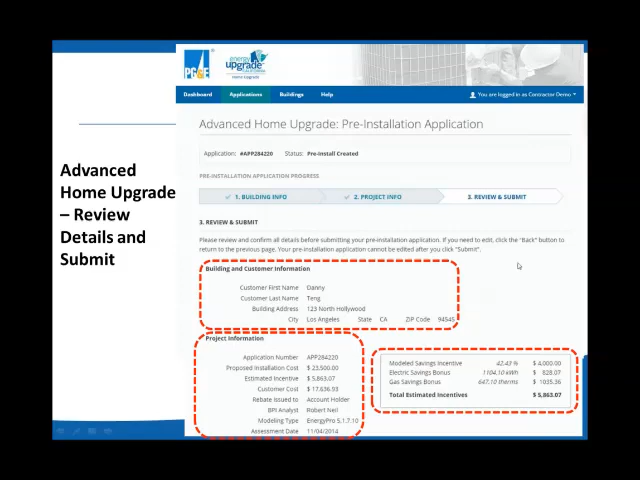 Advanced
Home Upgrade
– Review
Details and
Submit
PG&E
energy
upgrade
Home Upgrade
Dashboard Applications Buildings Help You are logged in as Contractor Demo
Advanced Home Upgrade: Pre-Installation Application
Application: #APP284220 Status: Pre-Install Created
PRE-INSTALLATION APPLICATION PROGRESS
1. BUILDING INFO 2. PROJECT INFO 3. REVIEW & SUBMIT
3. REVIEW & SUBMIT
Please review and confirm all details before submitting your pre-installation application. If you need to edit, click the "Back" button to
return to the previous page. Your pre-installation application cannot be edited after you click "Submit".
Building and Customer Information
Customer First Name Danny
Customer Last Name Teng
Building Address 123 North Hollywood
City Los Angeles State CA ZIP Code 94545
Project Information
Application Number APP284220
Proposed Installation Cost $ 23,500.00
Estimated Incentive $ 5,863.07
Customer Cost $ 17,636.93
Rebate Issued to Account Holder
BPI Analyst Robert Neil
Modeling Type EnergyPro 5.1.7.10
Assessment Date 11/04/2014
Modeled Savings Incentive 42.43 % $ 4,000.00
Electric Savings Bonus 1104.10 kWh $ 828.07
Gas Savings Bonus 647.10 therms $ 1035.36
Total Estimated Incentives $ 5,863.07